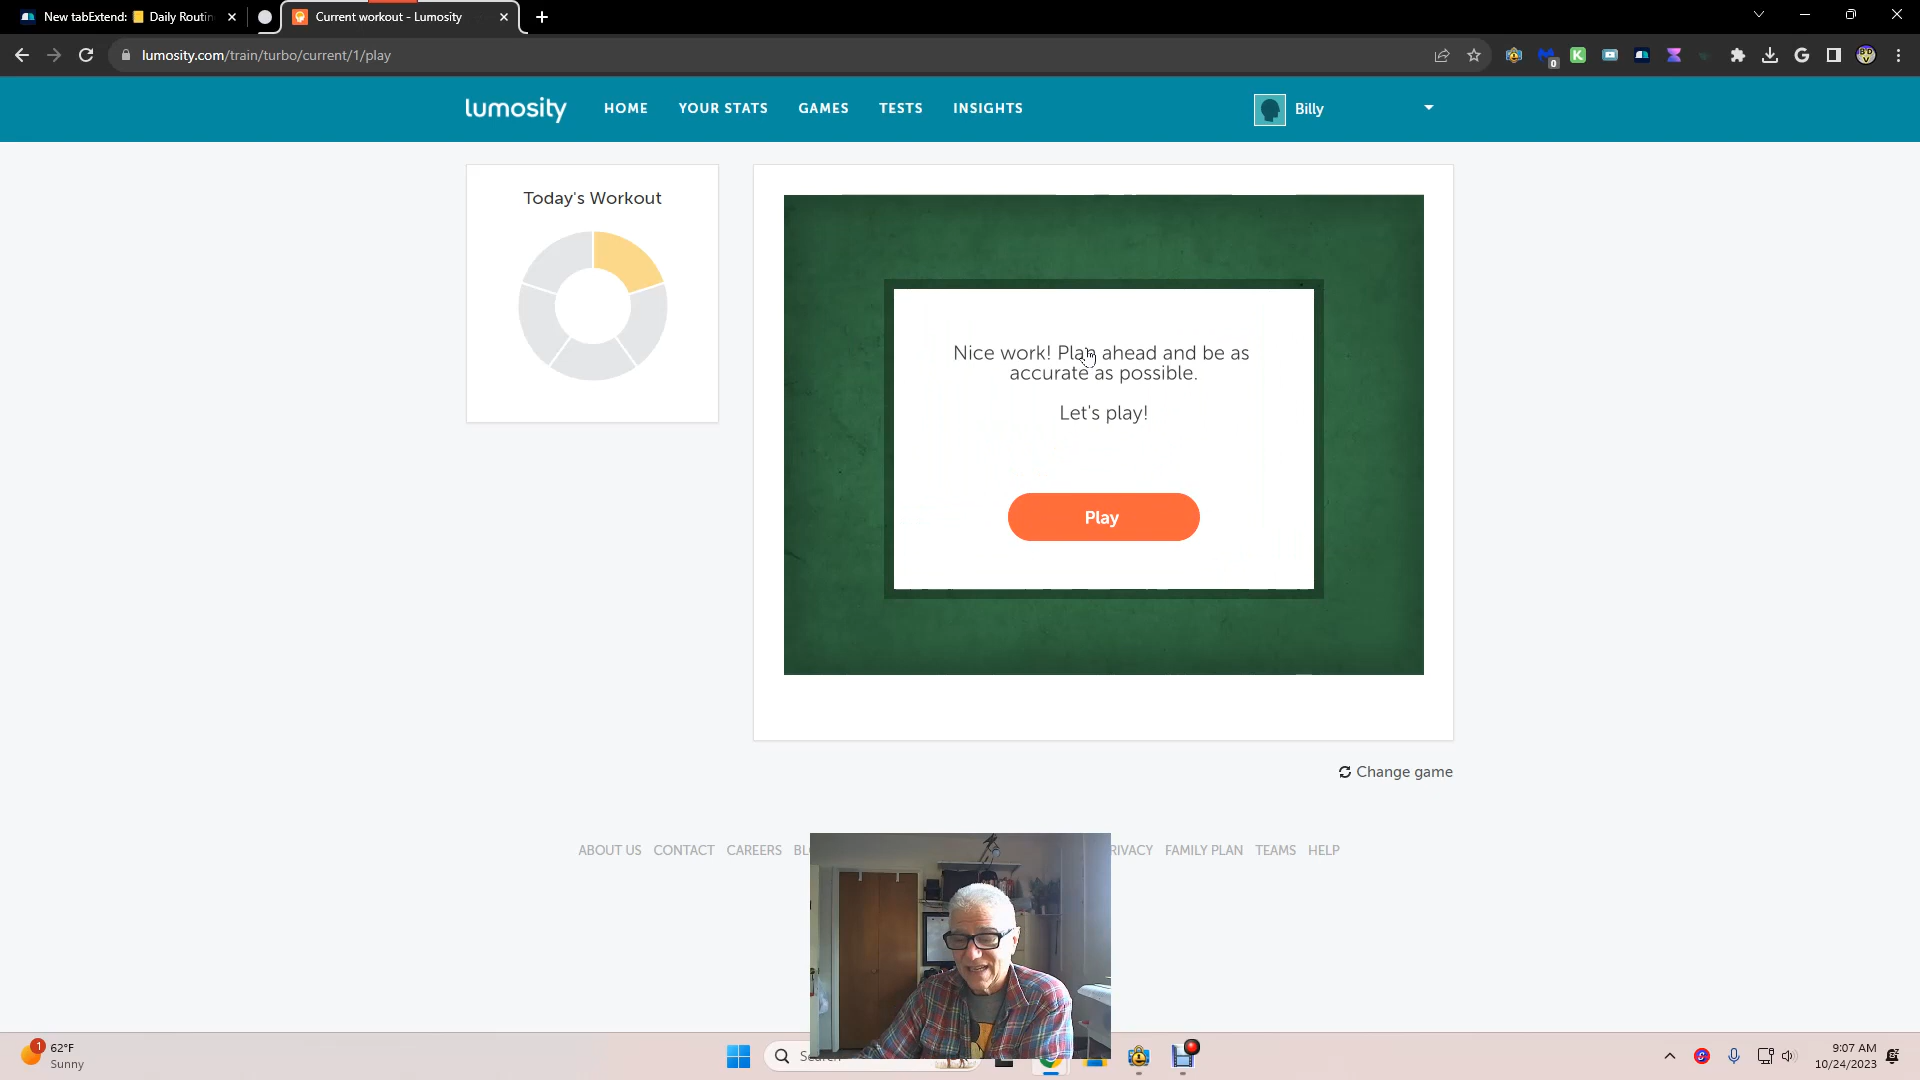 New tabExtend: Daily Routin
Current workout - Lumosity
lumosity.com/train/turbo/current/1/play
0
lumosity
HOME
YOUR STATS
GAMES
TESTS
INSIGHTS
Billy
Today's Workout
Nice work! Plan ahead and be as
accurate as possible.
Let's play!
Play
Change game
ABOUT US CONTACT CAREERS
FAMILY PLAN TEAMS HELP
1
62°F
Sunny
9:07 AM
10/24/2023